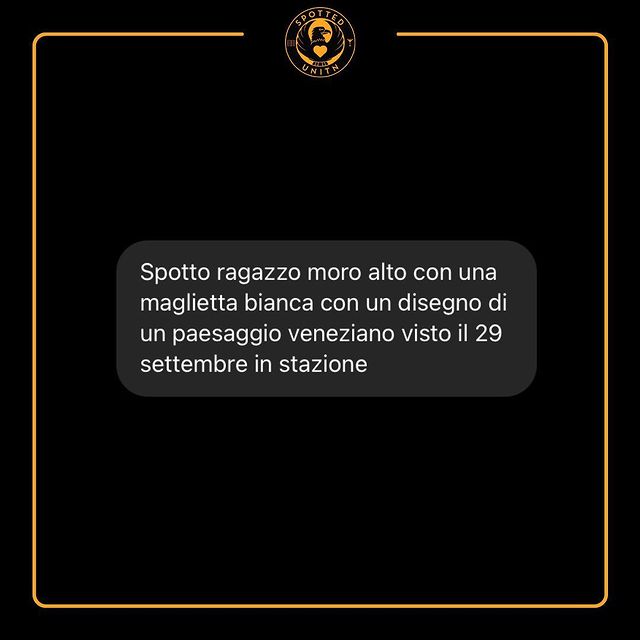 SPOTTED
UNITN
Spotto ragazzo moro alto con una
maglietta bianca con un disegno di
un paesaggio veneziano visto il 29
settembre in stazione